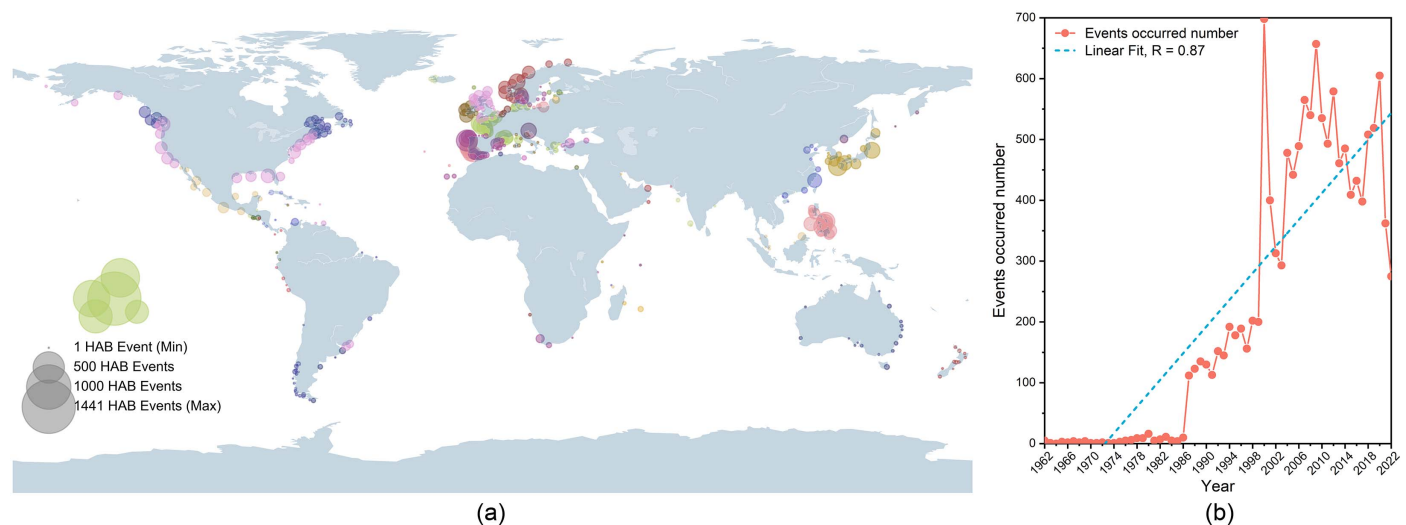 1 HAB Event (Min)
500 HAB Events
1000 HAB Events
1441 HAB Events (Max)
(a)
Events occurred number
Linear Fit, R = 0.87
Events occurred number
700
600
500
400
300
200
100
0
1962 1966 1970 1974 1978 1982 1986 1990 1994 1998 2002 2006 2010 2014 2018 2022
Year
(b)